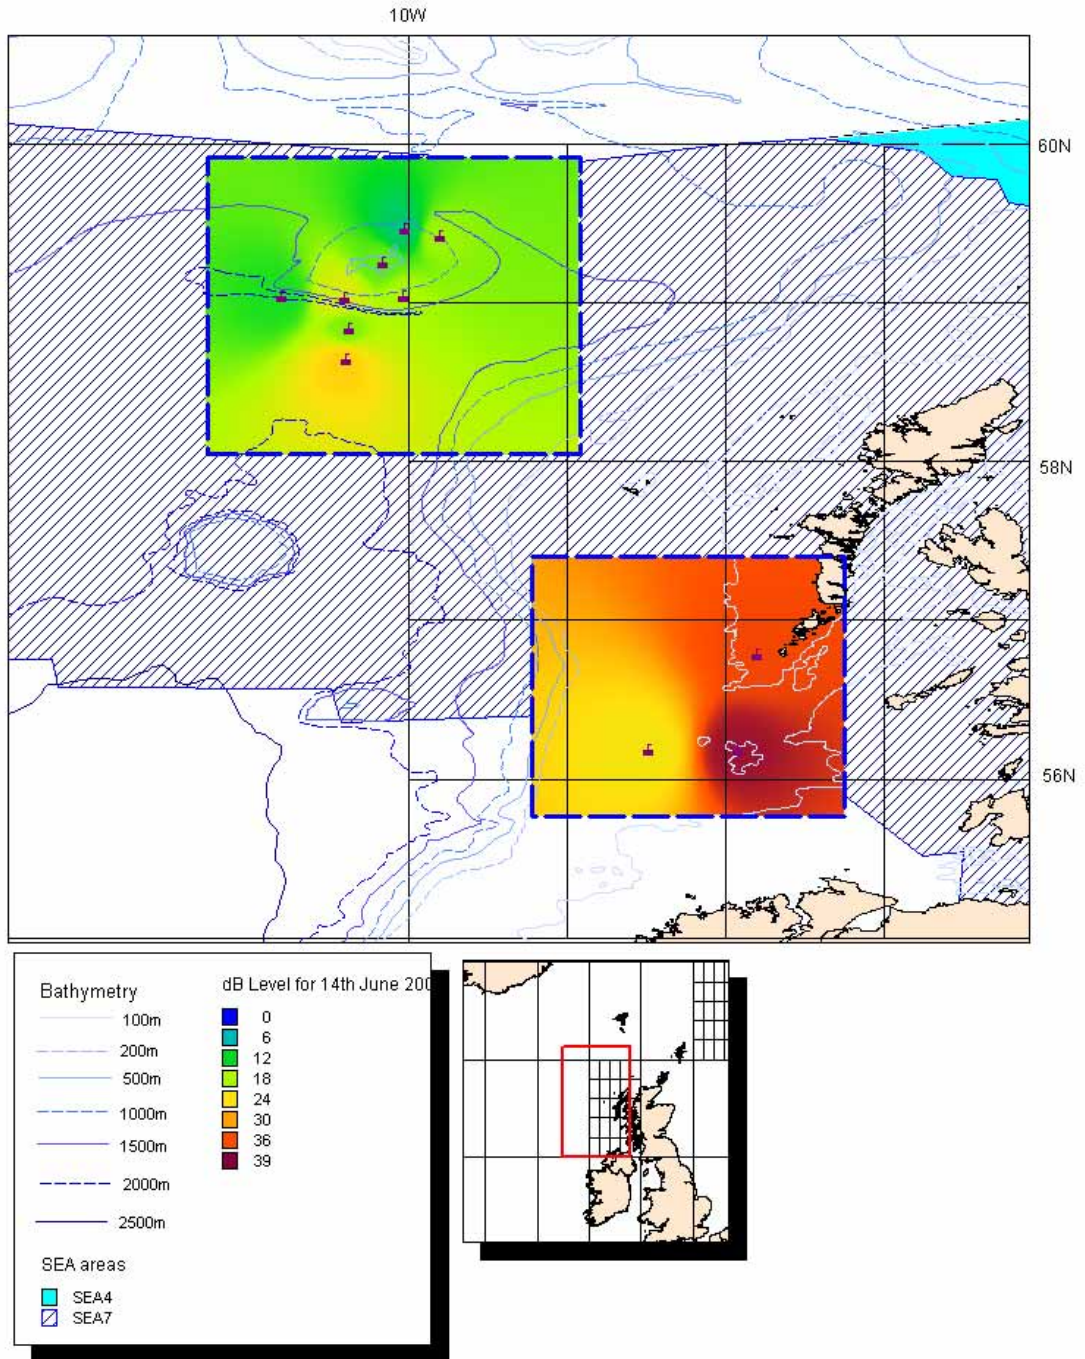 10W
60N
58N
56N
Bathymetry
100m
200m
500m
1000m
1500m
2000m
2500m
SEA areas
SEA4
SEA7
dB Level for 14th June 200
0
6
12
18
24
30
36
39